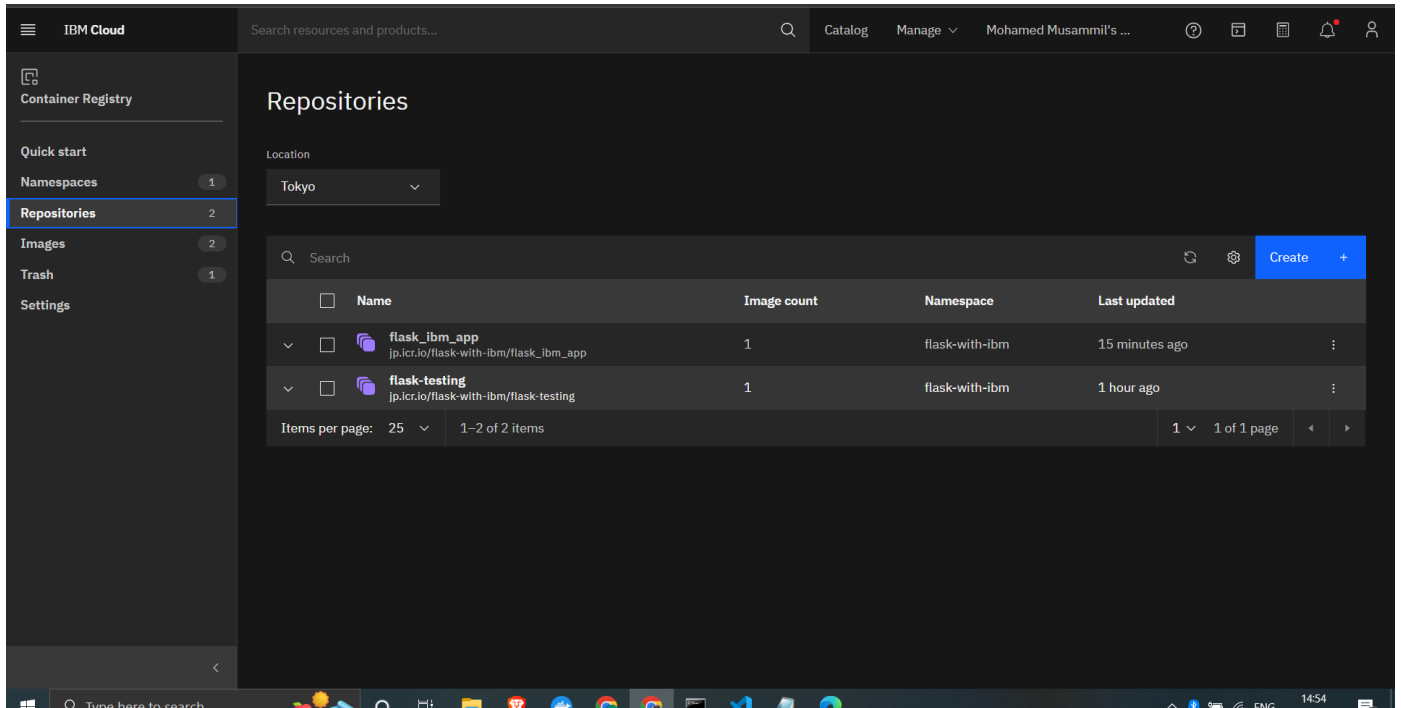 IBM Cloud
Search resources and products...
Catalog
Manage
Mohamed Musammil's ...
Container Registry
Quick start
Namespaces 1
Repositories 2
Images 2
Trash 1
Settings
Repositories
Location
Tokyo
Search
Create +
Name Image count Namespace Last updated
flask_ibm_app
jp.icr.io/flask-with-ibm/flask_ibm_app
1 flask-with-ibm 15 minutes ago
flask-testing
jp.icr.io/flask-with-ibm/flask-testing
1 flask-with-ibm 1 hour ago
Items per page: 25 1–2 of 2 items 1 1 of 1 page
Type here to search
ENG
14:54